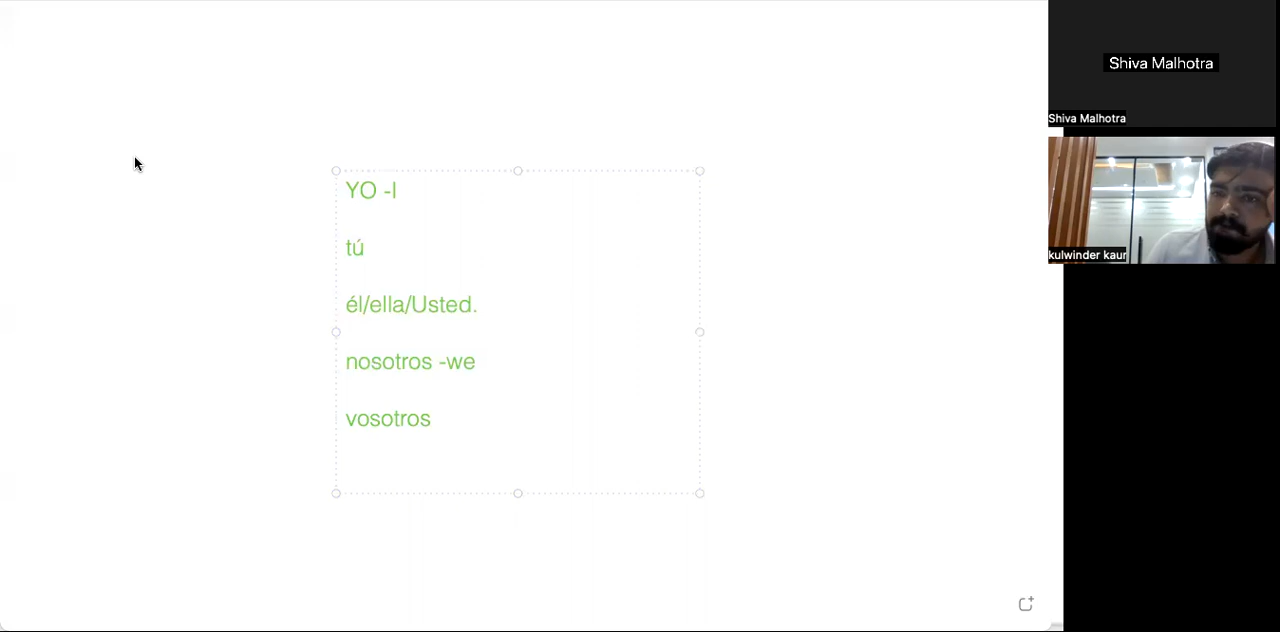 YO -I
tú
él/ella/Usted.
nosotros -we
vosotros
Shiva Malhotra
Shiva Malhotra
kulwinder kaur